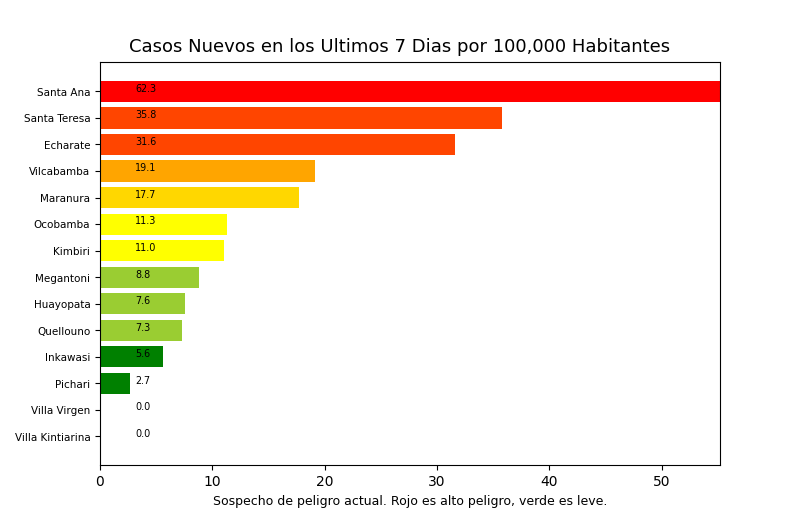 Casos Nuevos en los Ultimos 7 Dias por 100,000 Habitantes
Santa Ana 62.3
Santa Teresa 35.8
Echarate 31.6
Vilcabamba 19.1
Maranura 17.7
Ocobamba 11.3
Kimbiri 11.0
Megantoni 8.8
Huayopata 7.6
Quellouno 7.3
Inkawasi 5.6
Pichari 2.7
Villa Virgen 0.0
Villa Kintiarina 0.0
0 10 20 30 40 50
Sospecho de peligro actual. Rojo es alto peligro, verde es leve.